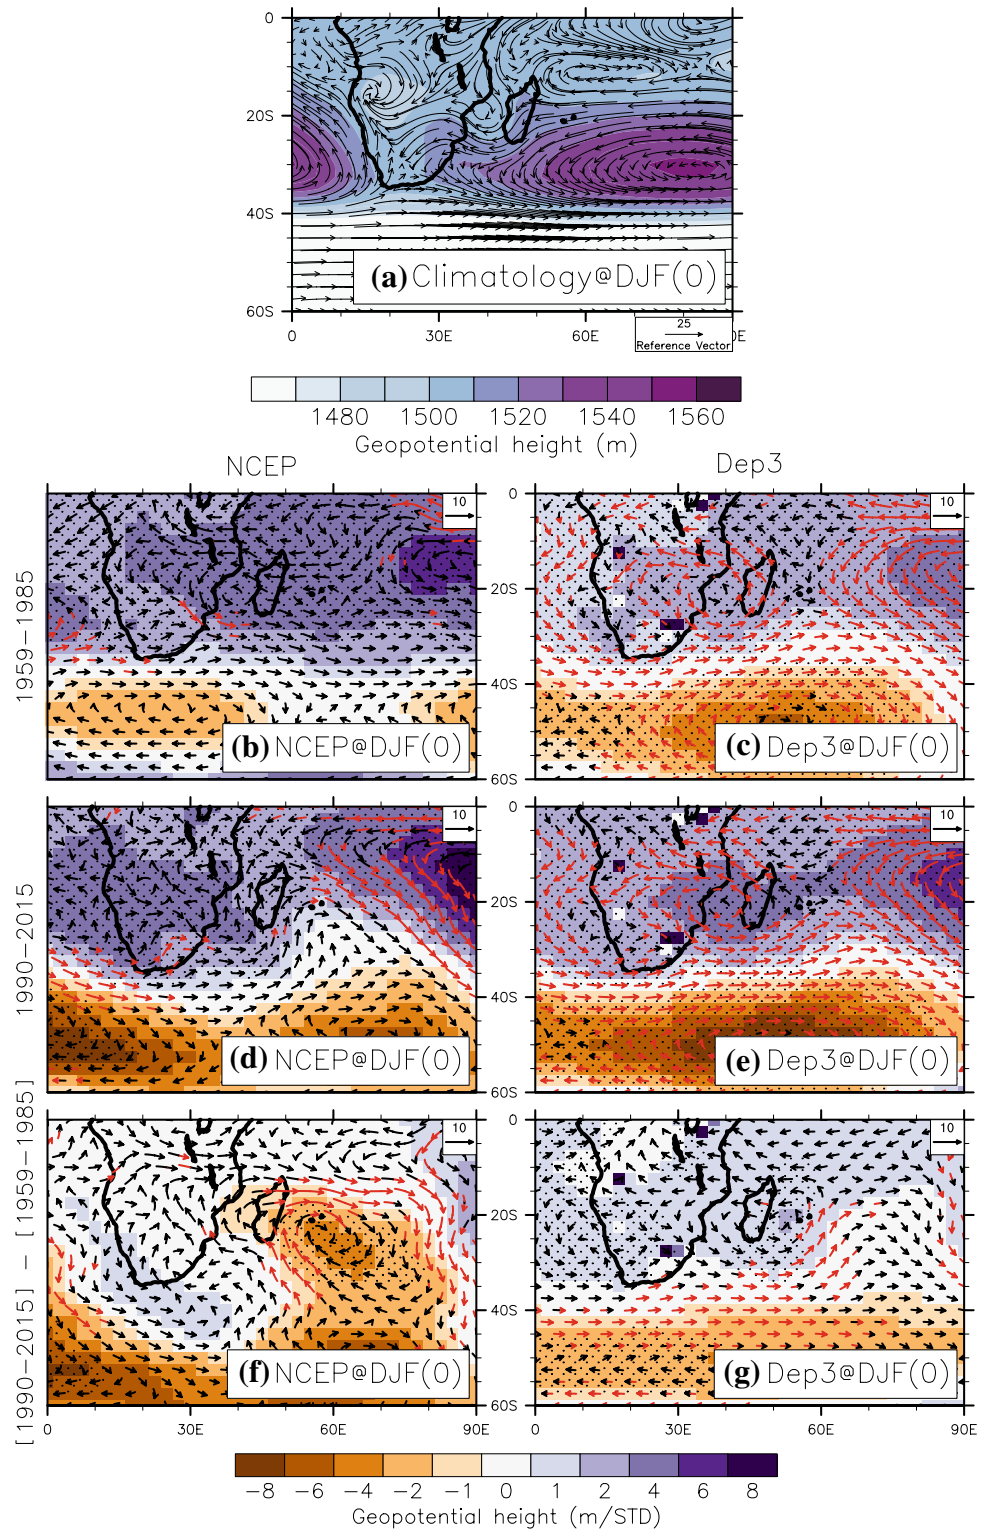 0
20S
40S
60S
(a) Climatology@DJF(0)
0 30E 60E 0E
25
Reference Vector
1480 1500 1520 1540 1560
Geopotential height (m)
NCEP Dep3
1959-1985
10
(b) NCEP@DJF(0)
0
20S
40S
60S
10
(c) Dep3@DJF(0)
1990-2015
10
(d) NCEP@DJF(0)
0
20S
40S
60S
10
(e) Dep3@DJF(0)
[1990-2015] - [1959-1985]
10
(f) NCEP@DJF(0)
0
20S
40S
60S
10
(g) Dep3@DJF(0)
0 30E 60E 90E
0 30E 60E 90E
-8 -6 -4 -2 -1 0 1 2 4 6 8
Geopotential height (m/STD)